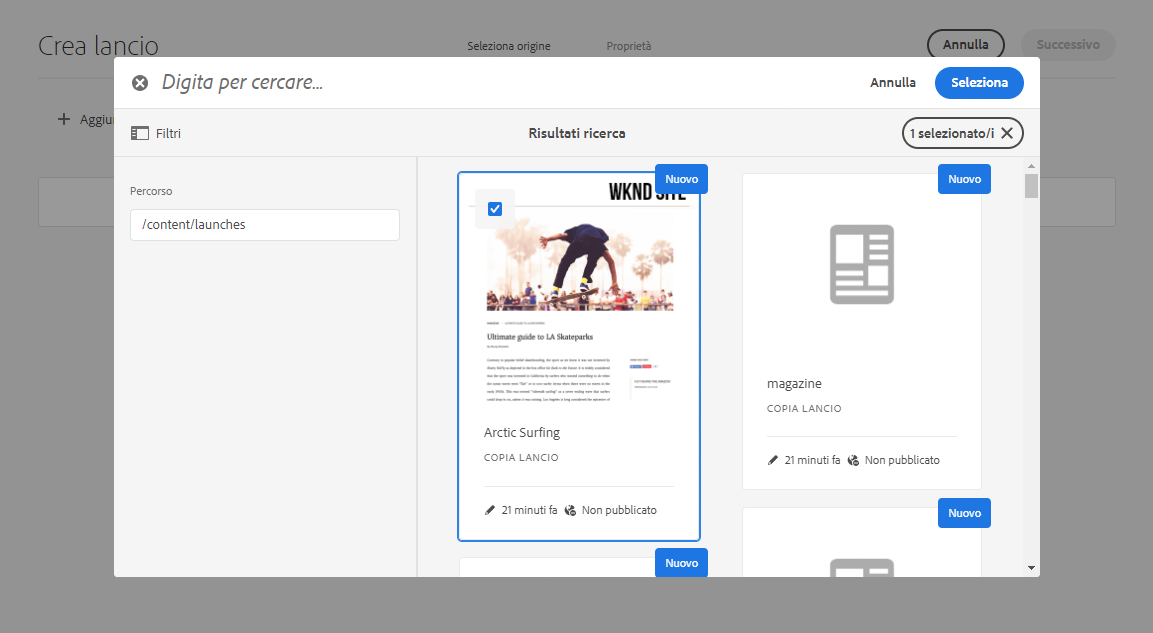 Crea lancio
Seleziona origine
Proprietà
Annulla
Successivo
Digita per cercare...
Annulla
Seleziona
Aggiu
Filtri
Risultati ricerca
1 selezionato/i
Percorso
/content/launches
Nuovo
WKND SITE
Ultimate guide to LA Skateparks
Arctic Surfing
COPIA LANCIO
21 minuti fa Non pubblicato
Nuovo
magazine
COPIA LANCIO
21 minuti fa Non pubblicato
Nuovo
Nuovo